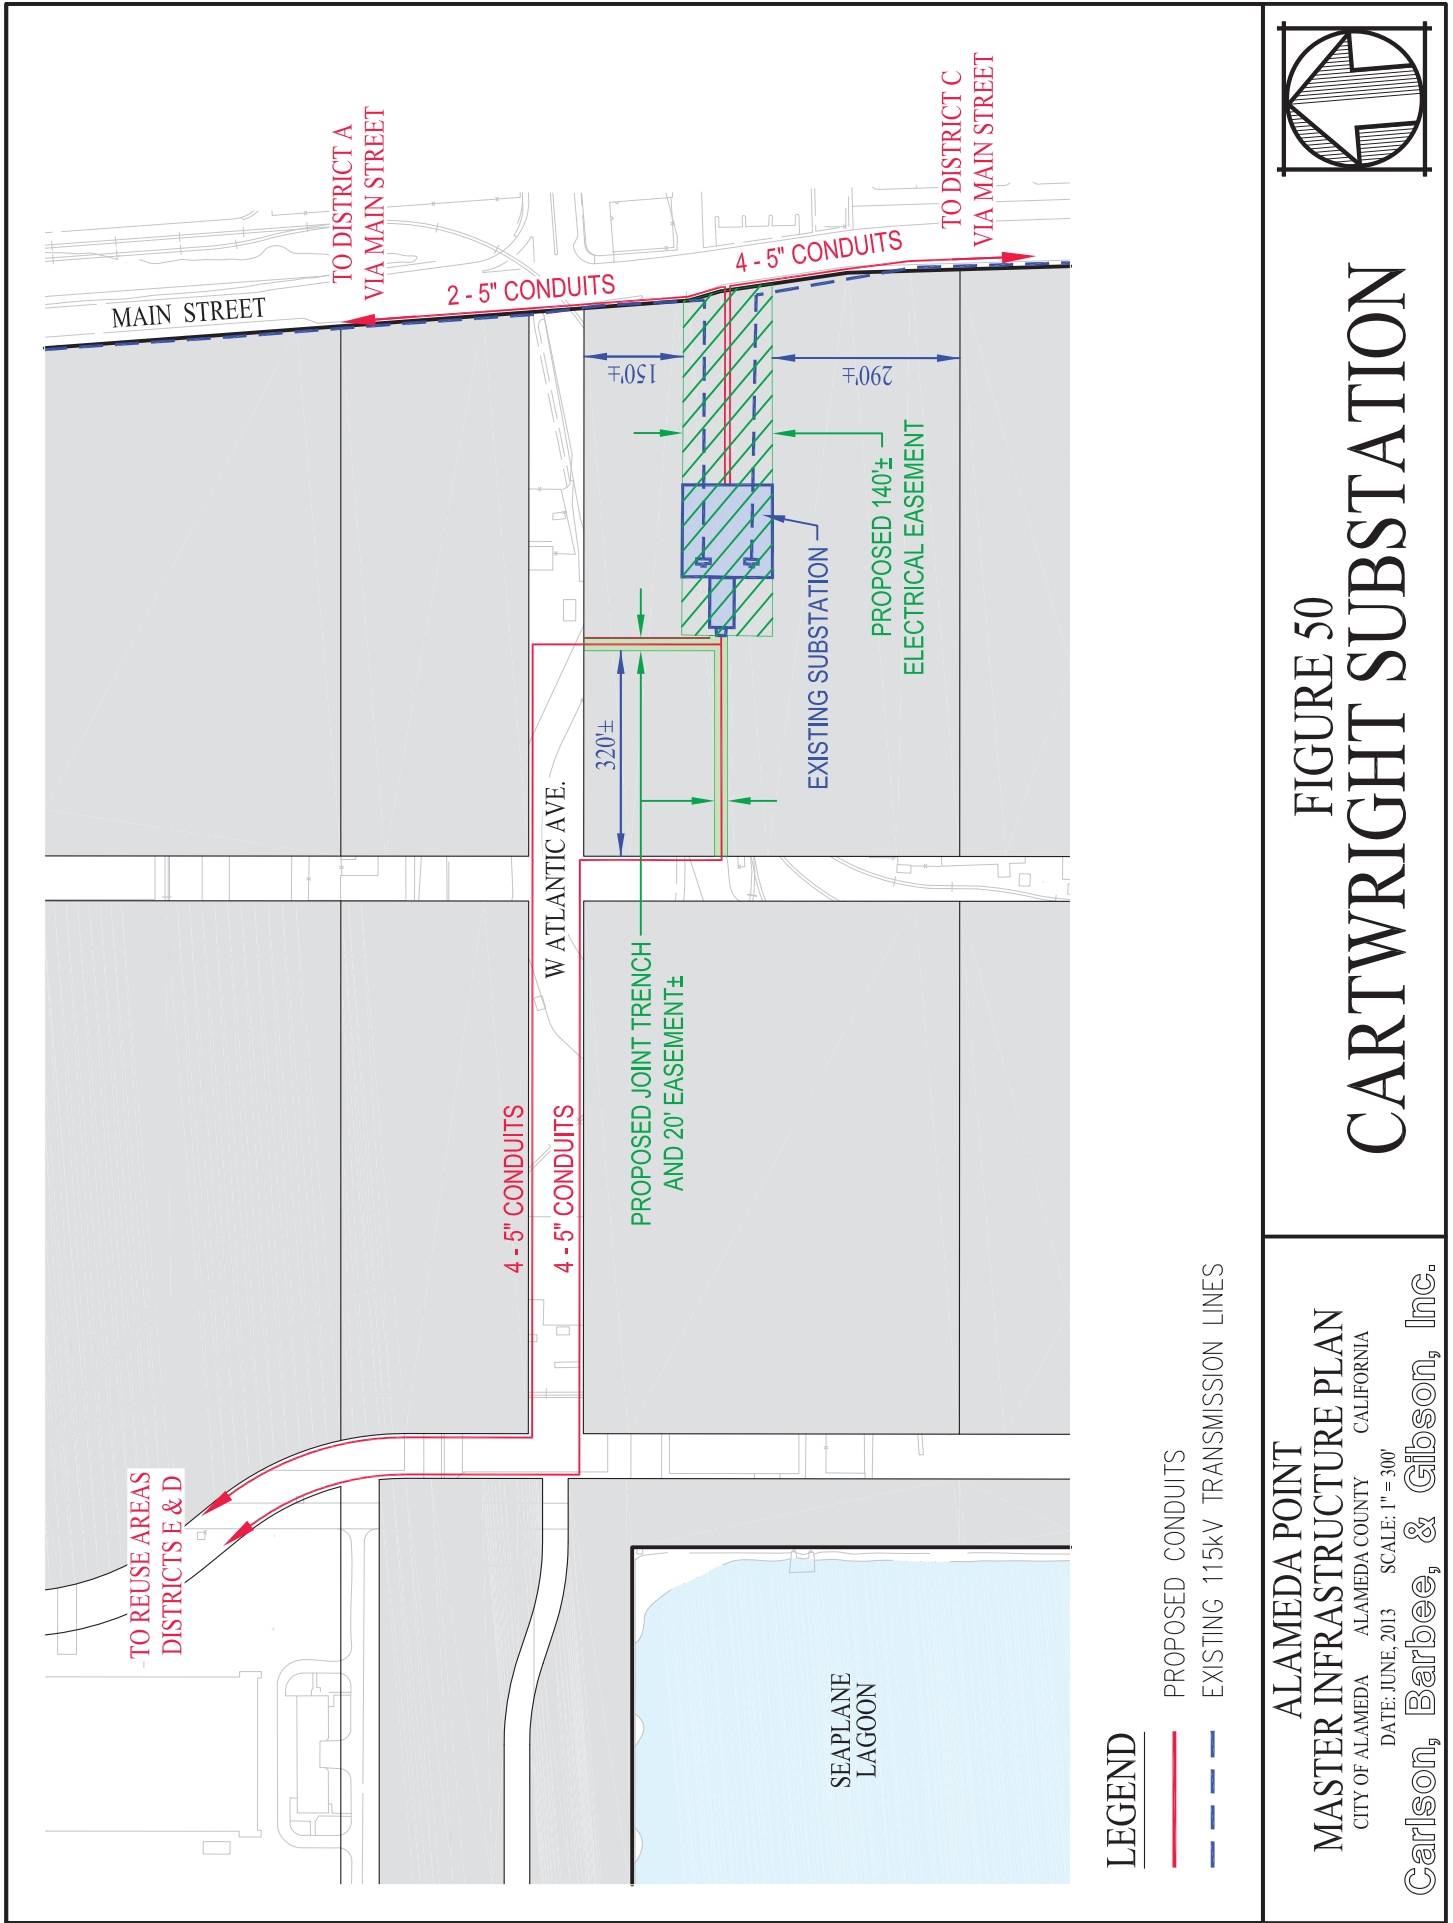 TO DISTRICT A
VIA MAIN STREET
TO DISTRICT C
VIA MAIN STREET
MAIN STREET
2 - 5" CONDUITS
4 - 5" CONDUITS
150'±
290'±
PROPOSED 140'±
ELECTRICAL EASEMENT
EXISTING SUBSTATION
320'±
W ATLANTIC AVE.
PROPOSED JOINT TRENCH
AND 20' EASEMENT±
4 - 5" CONDUITS
4 - 5" CONDUITS
TO REUSE AREAS
DISTRICTS E & D
SEAPLANE
LAGOON
LEGEND
PROPOSED CONDUITS
EXISTING 115kV TRANSMISSION LINES
ALAMEDA POINT
MASTER INFRASTRUCTURE PLAN
CITY OF ALAMEDA ALAMEDA COUNTY CALIFORNIA
DATE: JUNE, 2013 SCALE: 1" = 300'
Carlson, Barbee, & Gibson, Inc.
FIGURE 50
CARTWRIGHT SUBSTATION